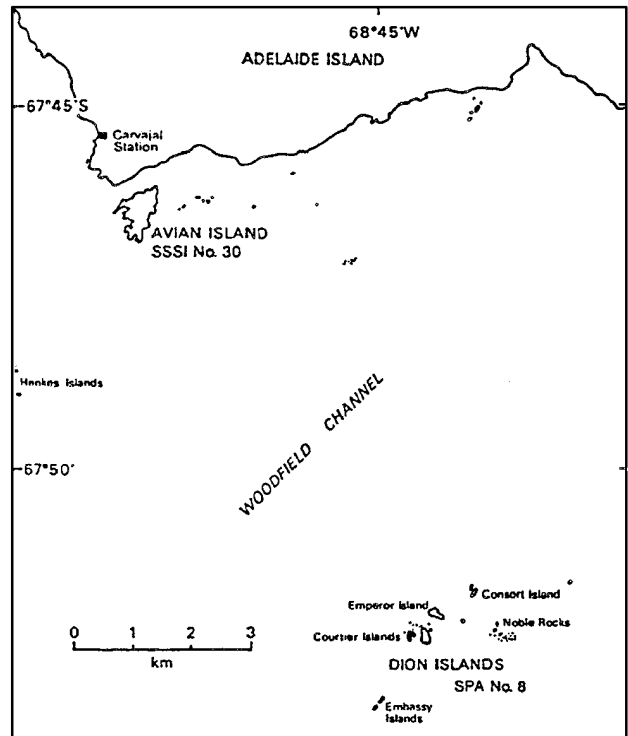 68°45'W
ADELAIDE ISLAND
67°45'S
Carvajal
Station
AVIAN ISLAND
SSSI No. 30
Henkes Islands
WOODFIELD CHANNEL
67°50'
Consort Island
Emperor Island
Noble Rocks
Courtier Islands
0 1 2 3
km
DION ISLANDS
SPA No. 8
Embassy
Islands